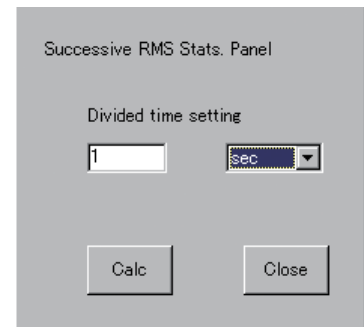 Successive RMS Stats. Panel
Divided time setting
1 sec
Calc Close